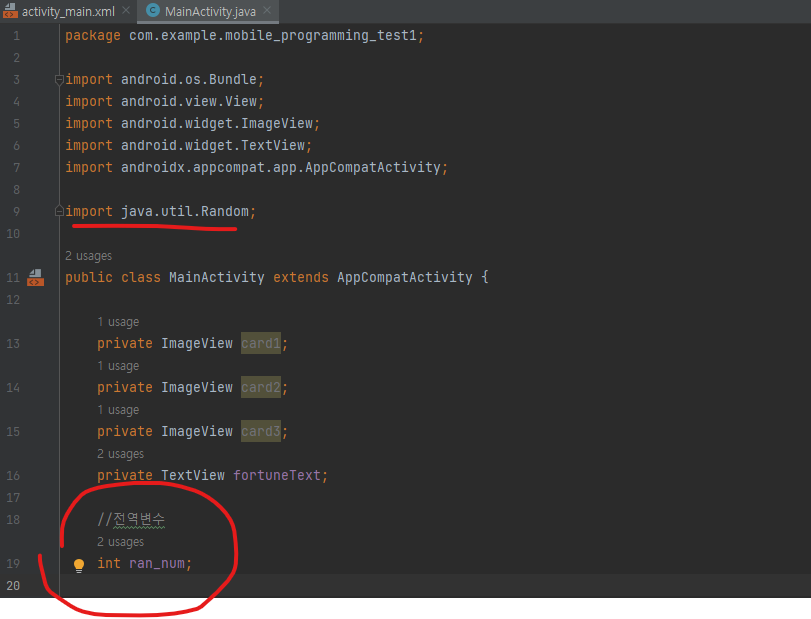 activity_main.xml MainActivity.java
1 package com.example.mobile_programming_test1;
2
3 import android.os.Bundle;
4 import android.view.View;
5 import android.widget.ImageView;
6 import android.widget.TextView;
7 import androidx.appcompat.app.AppCompatActivity;
8
9 import java.util.Random;
10
2 usages
11 public class MainActivity extends AppCompatActivity {
12
1 usage
13 private ImageView card1;
1 usage
14 private ImageView card2;
1 usage
15 private ImageView card3;
2 usages
16 private TextView fortuneText;
17
18 //전역변수
2 usages
19 int ran_num;
20